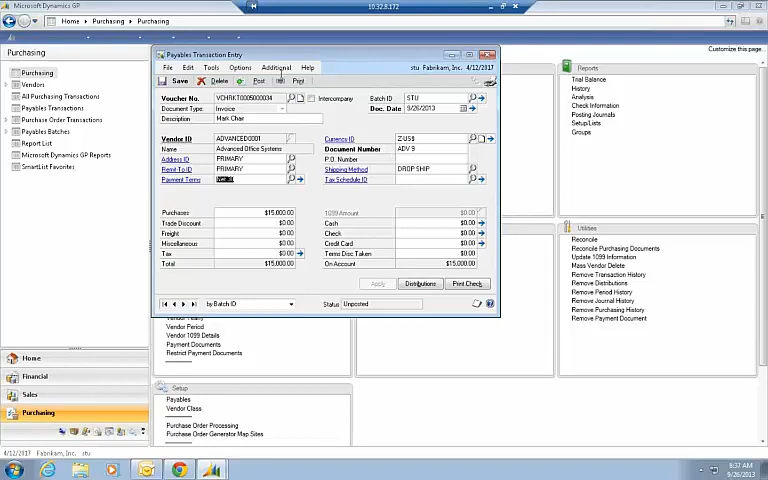 Microsoft Dynamics GP
10.32.8.172
Home
Purchasing
Purchasing
Customize this page...
Purchasing
Purchasing
Vendors
All Purchasing Transactions
Payables Transactions
Purchase Order Transactions
Payables Batches
Report List
Microsoft Dynamics GP Reports
SmartList Favorites
Payables Transaction Entry
File Edit Tools Options Additional Help
stu Fabrikam, Inc. 4/12/2017
Save Delete Post Print
Voucher No. VCHRKT0005000034 Intercompany Batch ID STU
Document Type: Invoice Doc. Date 9/26/2013
Description Mark Char
Vendor ID ADVANCED0001 Currency ID Z-US$
Name Advanced Office Systems Document Number ADV 9
Address ID PRIMARY P.O. Number
Remit-To ID PRIMARY Shipping Method DROP SHIP
Payment Terms Net 30 Tax Schedule ID
Purchases $15,000.00 1099 Amount $0.00
Trade Discount $0.00 Cash $0.00
Freight $0.00 Check $0.00
Miscellaneous $0.00 Credit Card $0.00
Tax $0.00 Terms Disc Taken $0.00
Total $15,000.00 On Account $15,000.00
Apply Distributions Print Check
by Batch ID Status Unposted
Reports
Trial Balance
History
Analysis
Check Information
Posting Journals
Setup/Lists
Groups
Utilities
Reconcile
Reconcile Purchasing Documents
Update 1099 Information
Mass Vendor Delete
Remove Transaction History
Remove Distributions
Remove Period History
Remove Journal History
Remove Purchasing History
Remove Payment Document
Vendor Yearly
Vendor Period
Vendor 1099 Details
Payments Documents
Restrict Payment Documents
Setup
Payables
Vendor Class
Purchase Order Processing
Purchase Order Generator Map Sites
Home
Financial
Sales
Purchasing
4/12/2017 Fabrikam, Inc. stu
8:37 AM
9/26/2013